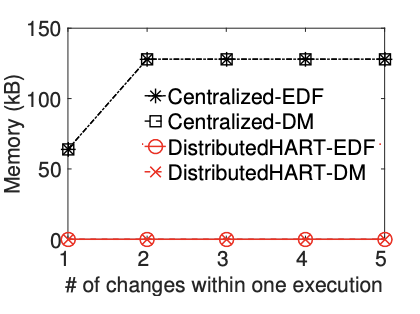 150
100
50
0
Memory (kB)
Centralized-EDF
Centralized-DM
DistributedHART-EDF
DistributedHART-DM
1 2 3 4 5
# of changes within one execution